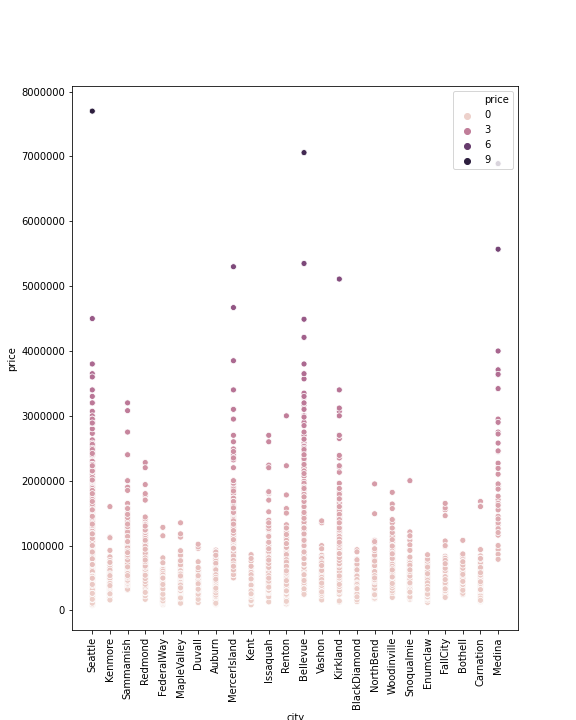 8000000
7000000
6000000
5000000
4000000
3000000
2000000
1000000
0
price
price
0
3
6
9
Seattle
Kenmore
Sammamish
Redmond
FederalWay
MapleValley
Duvall
Auburn
MercerIsland
Kent
Issaquah
Renton
Bellevue
Vashon
Kirkland
BlackDiamond
NorthBend
Woodinville
Snoqualmie
Enumclaw
FallCity
Bothell
Carnation
Medina
city